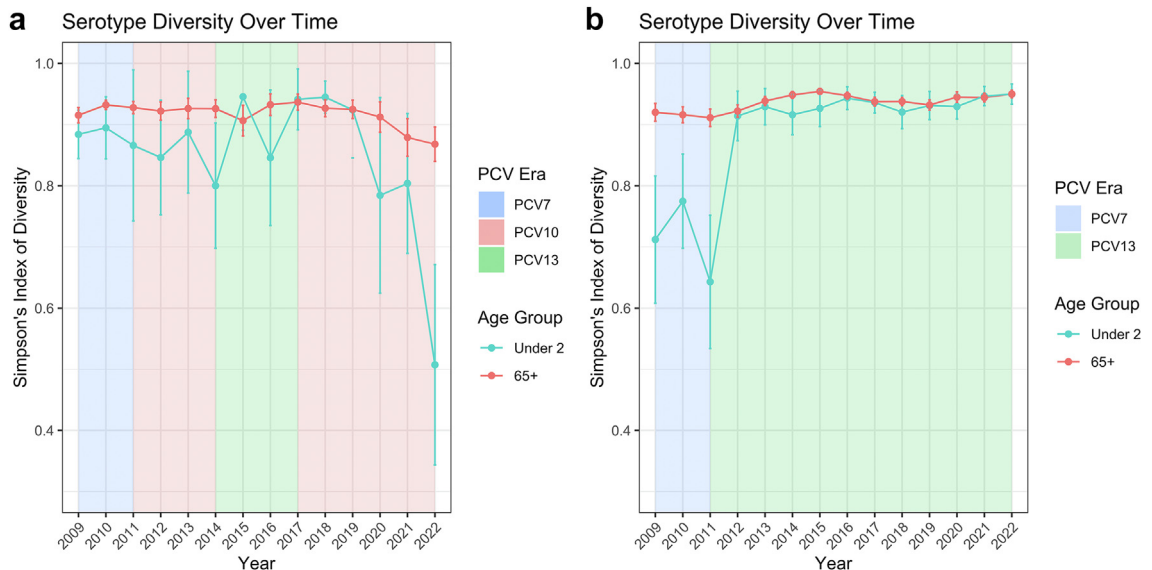 a
Serotype Diversity Over Time
Simpson's Index of Diversity
1.0
0.8
0.6
0.4
2009
2010
2011
2012
2013
2014
2015
2016
2017
2018
2019
2020
2021
2022
Year
PCV Era
PCV7
PCV10
PCV13
Age Group
Under 2
65+
b
Serotype Diversity Over Time
Simpson's Index of Diversity
1.0
0.8
0.6
0.4
2009
2010
2011
2012
2013
2014
2015
2016
2017
2018
2019
2020
2021
2022
Year
PCV Era
PCV7
PCV13
Age Group
Under 2
65+